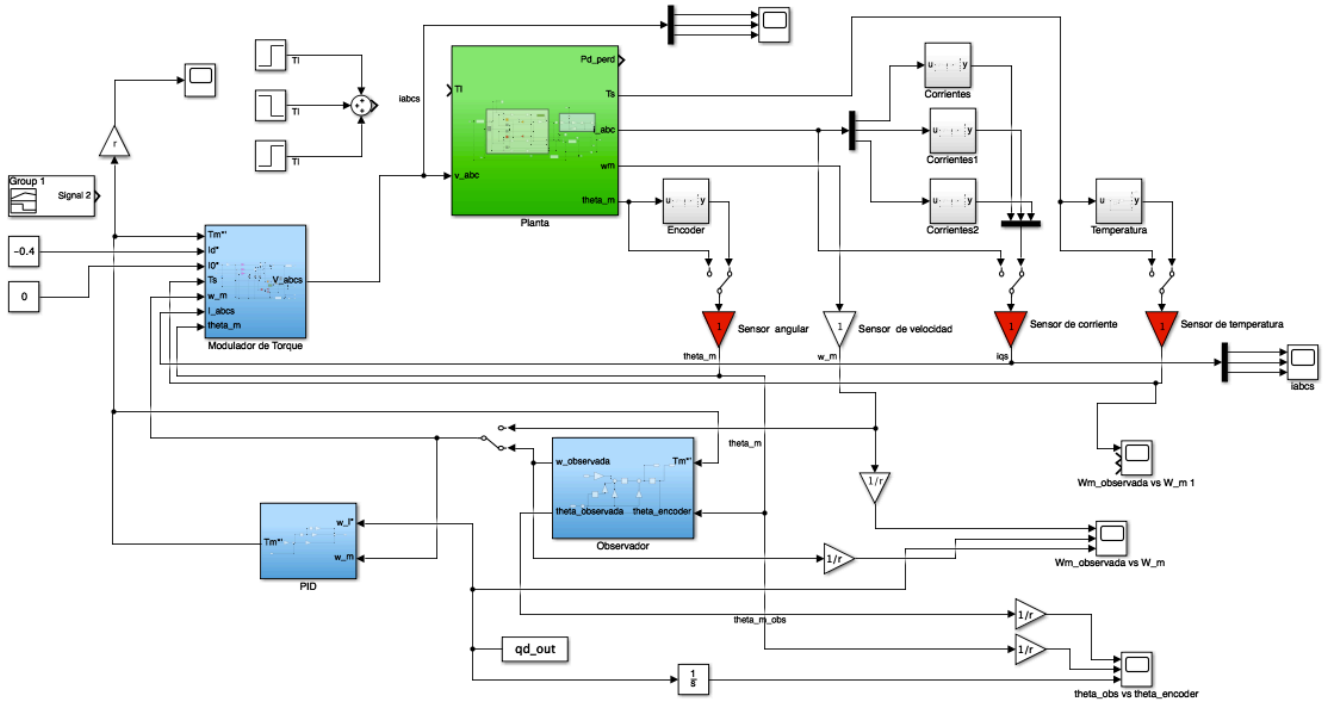 Pd_perd
Tl
Ts
i_abc
wm
theta_m
v_abc
Planta
iabcs
Tl
Tl
Tl
r
Group 1
Signal 2
-0.4
0
Tm*'
Id*
I0*
Ts
w_m
I_abcs
theta_m
V_abcs
Modulador de Torque
u
y
Corrientes
u
y
Corrientes1
u
y
Corrientes2
u
y
Encoder
u
y
Temperatura
1
Sensor angular
theta_m
1
Sensor de velocidad
w_m
1
Sensor de corriente
iqs
1
Sensor de temperatura
iabcs
theta_m
w_observada
Tm*'
theta_observada
theta_encoder
Observador
1/r
Wm_observada vs W_m 1
w_l*
Tm*'
w_m
PID
1/r
Wm_observada vs W_m
theta_m_obs
1/r
qd_out
1/r
1
s
theta_obs vs theta_encoder